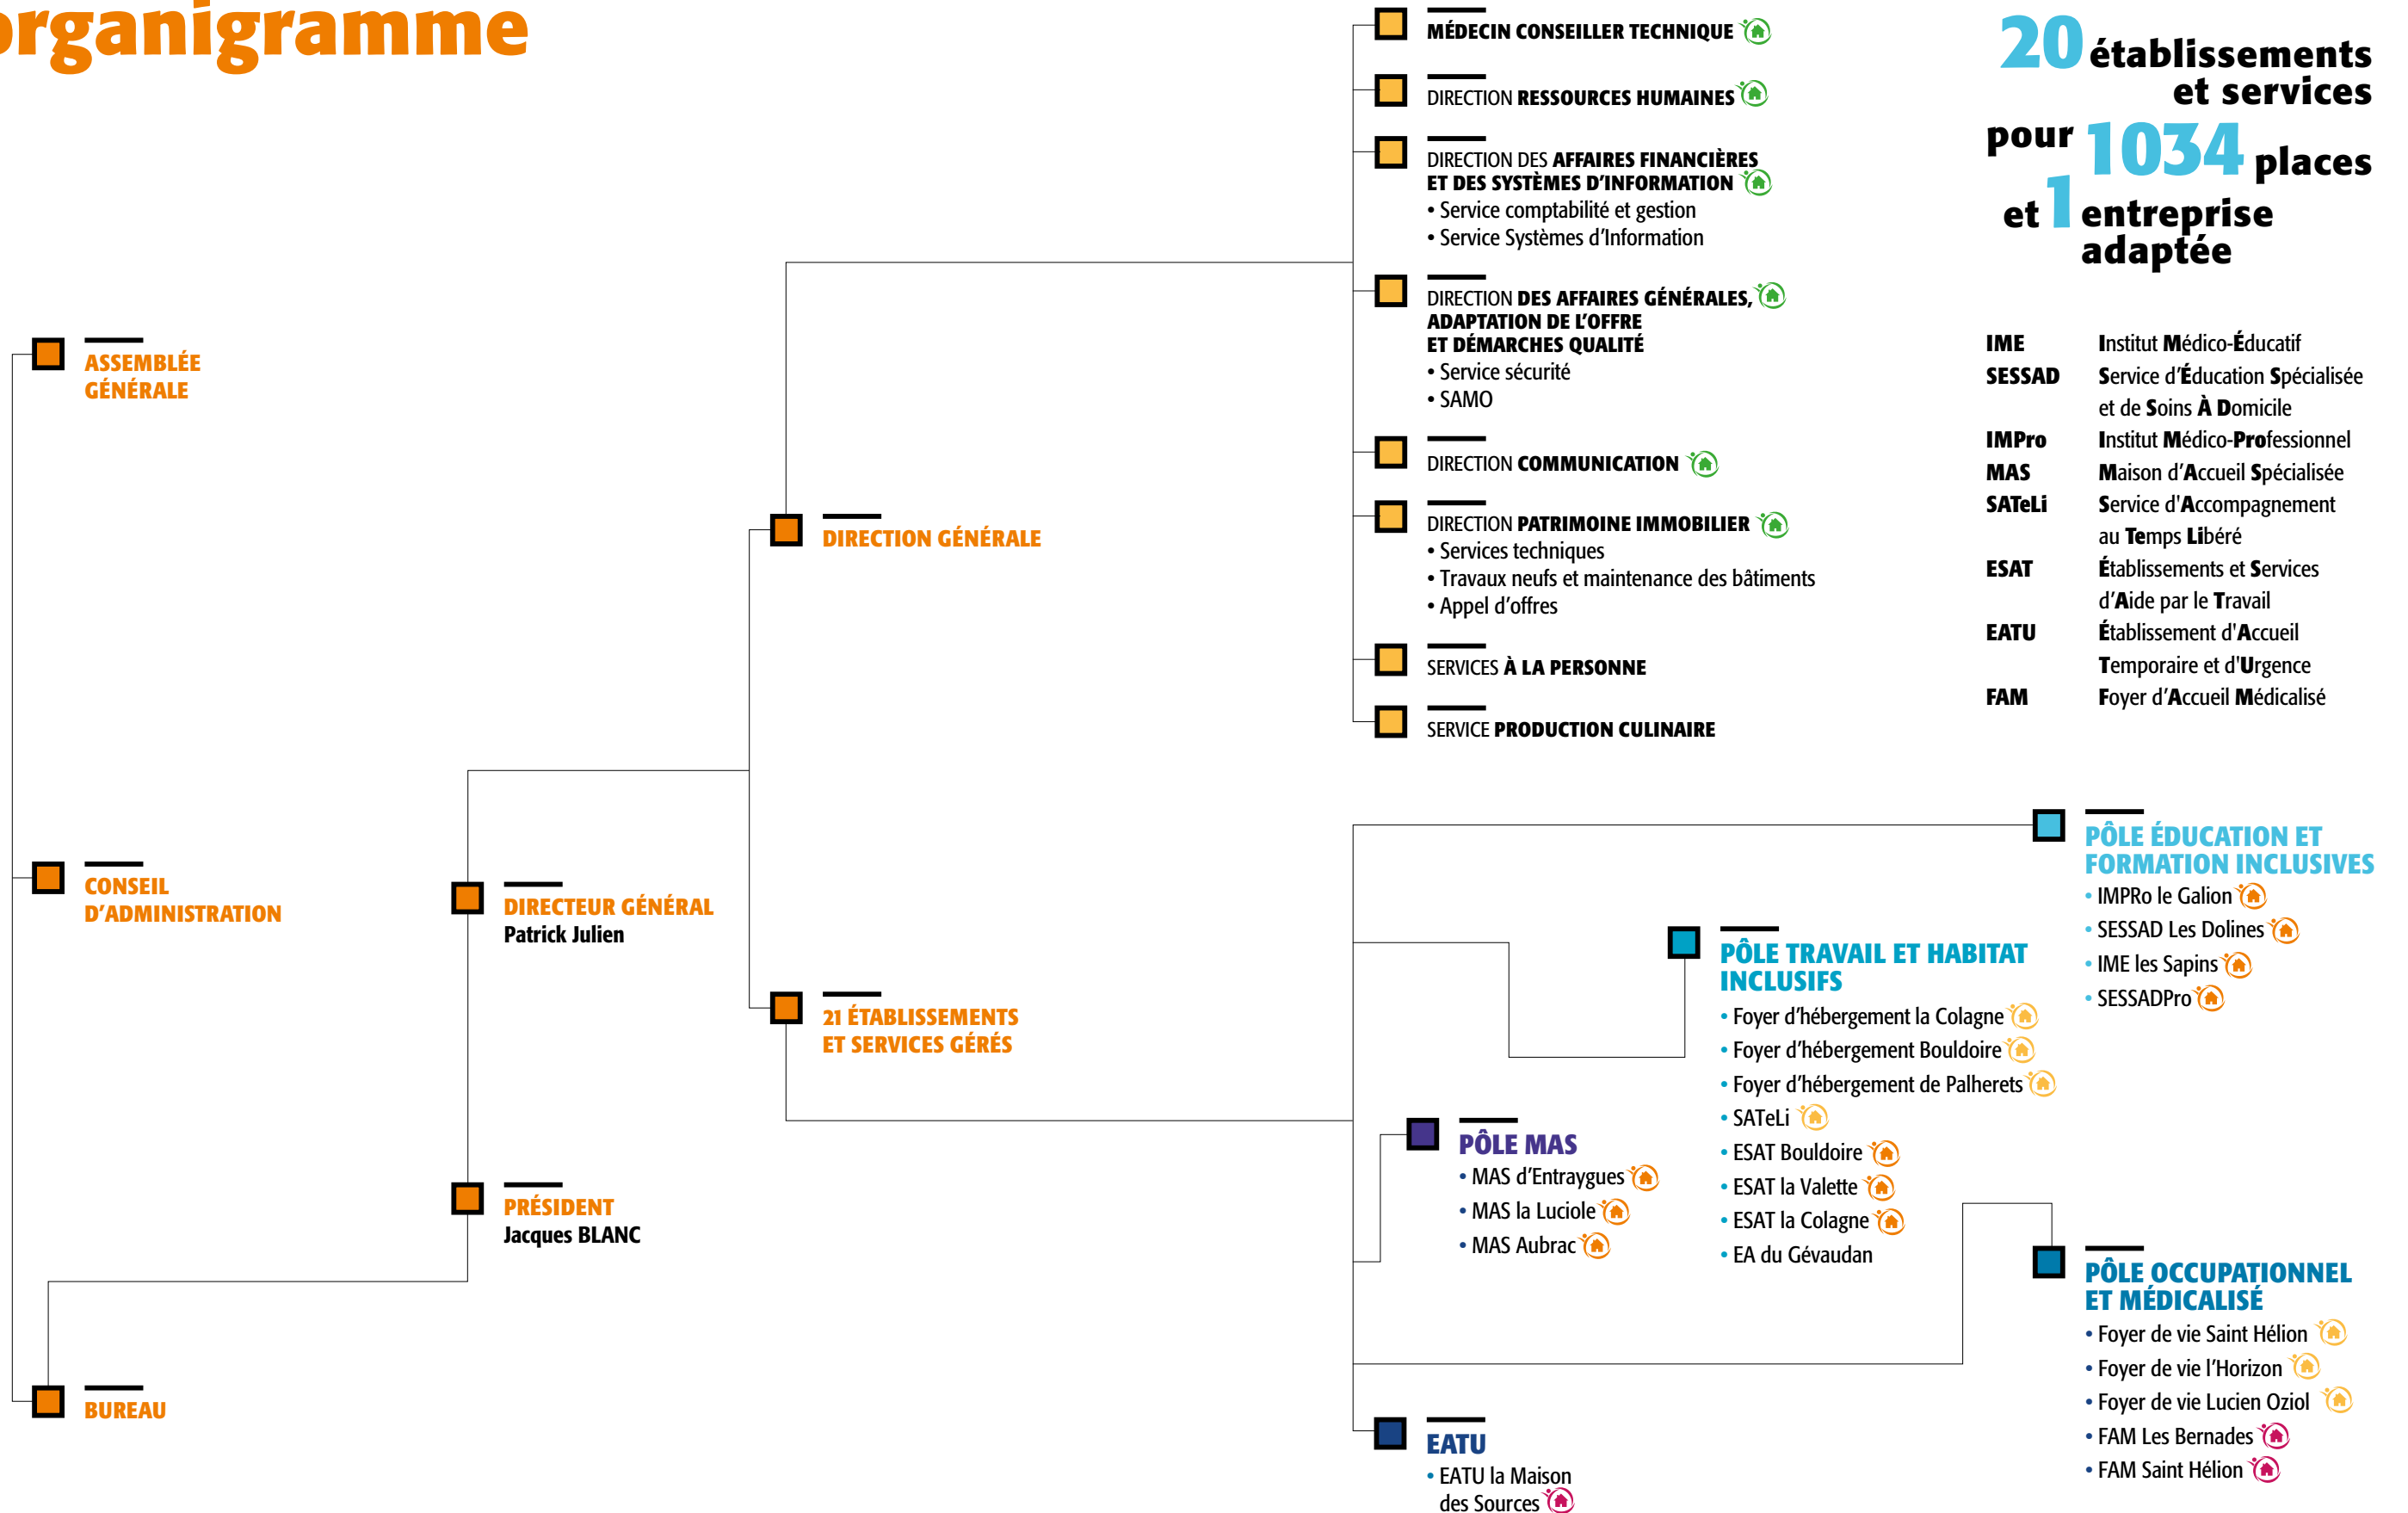 organigramme
ASSEMBLÉE
GÉNÉRALE
CONSEIL
D'ADMINISTRATION
BUREAU
DIRECTEUR GÉNÉRAL
Patrick Julien
PRÉSIDENT
Jacques BLANC
DIRECTION GÉNÉRALE
21 ÉTABLISSEMENTS
ET SERVICES GÉRÉS
MÉDECIN CONSEILLER TECHNIQUE
DIRECTION RESSOURCES HUMAINES
DIRECTION DES AFFAIRES FINANCIÈRES
ET DES SYSTÈMES D'INFORMATION
• Service comptabilité et gestion
• Service Systèmes d'Information
DIRECTION DES AFFAIRES GÉNÉRALES,
ADAPTATION DE L'OFFRE
ET DÉMARCHES QUALITÉ
• Service sécurité
• SAMO
DIRECTION COMMUNICATION
DIRECTION PATRIMOINE IMMOBILIER
• Services techniques
• Travaux neufs et maintenance des bâtiments
• Appel d'offres
SERVICES À LA PERSONNE
SERVICE PRODUCTION CULINAIRE
20 établissements
et services
pour 1034 places
et 1 entreprise
adaptée
IME Institut Médico-Éducatif
SESSAD Service d'Éducation Spécialisée
et de Soins À Domicile
IMPro Institut Médico-Professionnel
MAS Maison d'Accueil Spécialisée
SATeLi Service d'Accompagnement
au Temps Libéré
ESAT Établissements et Services
d'Aide par le Travail
EATU Établissement d'Accueil
Temporaire et d'Urgence
FAM Foyer d'Accueil Médicalisé
PÔLE ÉDUCATION ET
FORMATION INCLUSIVES
• IMPRo le Galion
• SESSAD Les Dolines
• IME les Sapins
• SESSADPro
PÔLE TRAVAIL ET HABITAT
INCLUSIFS
• Foyer d'hébergement la Colagne
• Foyer d'hébergement Bouldoire
• Foyer d'hébergement de Palherets
• SATeLi
• ESAT Bouldoire
• ESAT la Valette
• ESAT la Colagne
• EA du Gévaudan
PÔLE MAS
• MAS d'Entraygues
• MAS la Luciole
• MAS Aubrac
PÔLE OCCUPATIONNEL
ET MÉDICALISÉ
• Foyer de vie Saint Hélion
• Foyer de vie l'Horizon
• Foyer de vie Lucien Oziol
• FAM Les Bernades
• FAM Saint Hélion
EATU
• EATU la Maison
des Sources